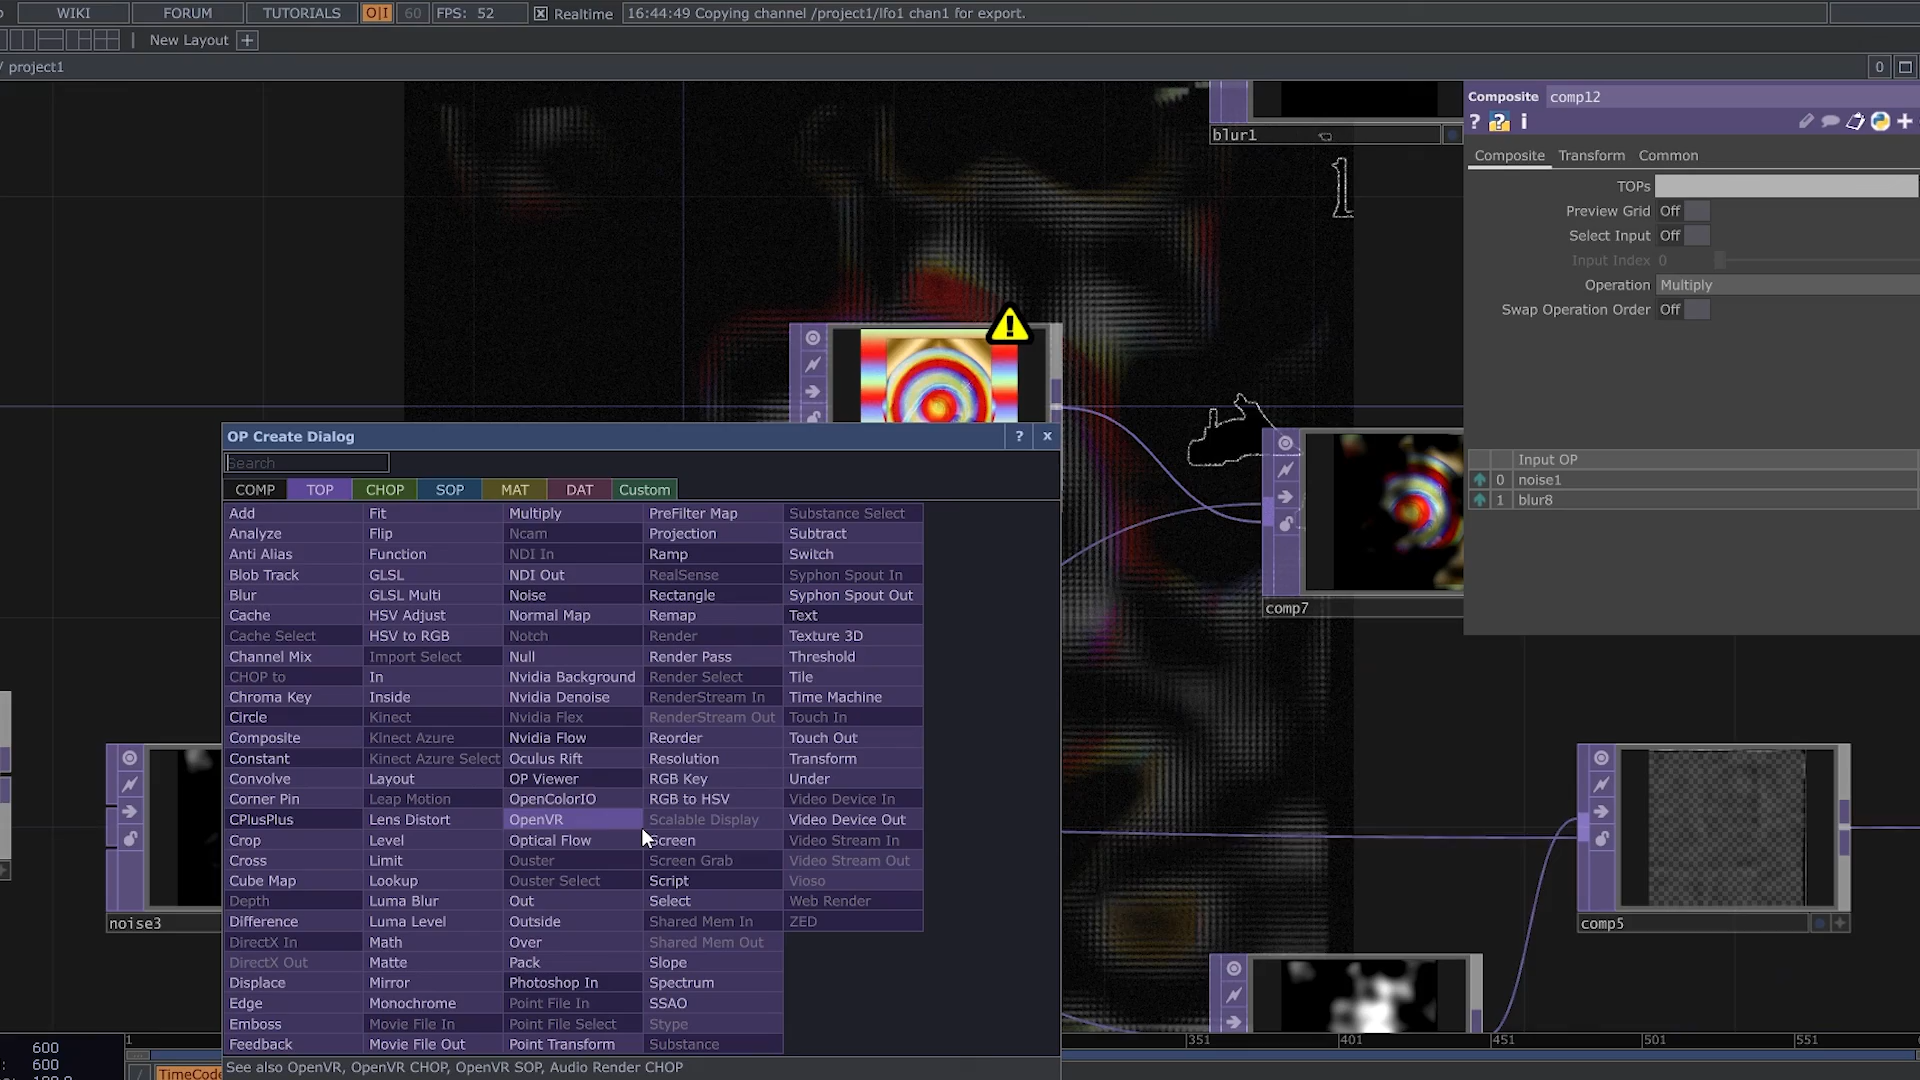 WIKI FORUM TUTORIALS O|I 60 FPS: 52 Realtime 16:44:49 Copying channel /project1/lfo1 chan1 for export.
New Layout +
/ project1 0
blur1
Composite comp12
? ? i
Composite Transform Common
TOPs
Preview Grid Off
Select Input Off
Input Index 0
Operation Multiply
Swap Operation Order Off
Input OP
0 noise1
1 blur8
1
!
comp7
OP Create Dialog ? x
Search
COMP TOP CHOP SOP MAT DAT Custom
Add Fit Multiply PreFilter Map Substance Select
Analyze Flip Ncam Projection Subtract
Anti Alias Function NDI In Ramp Switch
Blob Track GLSL NDI Out RealSense Syphon Spout In
Blur GLSL Multi Noise Rectangle Syphon Spout Out
Cache HSV Adjust Normal Map Remap Text
Cache Select HSV to RGB Notch Render Texture 3D
Channel Mix Import Select Null Render Pass Threshold
CHOP to In Nvidia Background Render Select Tile
Chroma Key Inside Nvidia Denoise RenderStream In Time Machine
Circle Kinect Nvidia Flex RenderStream Out Touch In
Composite Kinect Azure Nvidia Flow Reorder Touch Out
Constant Kinect Azure Select Oculus Rift Resolution Transform
Convolve Layout OP Viewer RGB Key Under
Corner Pin Leap Motion OpenColorIO RGB to HSV Video Device In
CPlusPlus Lens Distort OpenVR Scalable Display Video Device Out
Crop Level Optical Flow Screen Video Stream In
Cross Limit Ouster Screen Grab Video Stream Out
Cube Map Lookup Ouster Select Script Vioso
Depth Luma Blur Out Select Web Render
Difference Luma Level Outside Shared Mem In ZED
DirectX In Math Over Shared Mem Out
DirectX Out Matte Pack Slope
Displace Mirror Photoshop In Spectrum
Edge Monochrome Point File In SSAO
Emboss Movie File In Point File Select Stype
Feedback Movie File Out Point Transform Substance
See also OpenVR, OpenVR CHOP, OpenVR SOP, Audio Render CHOP
noise3
comp5
600 1 351 401 451 501 551
600
TimeCode